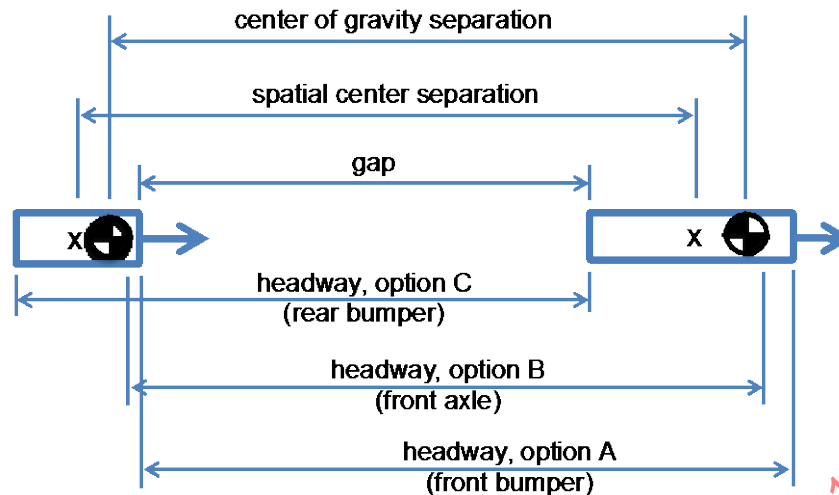 center of gravity separation
spatial center separation
gap
X
X
headway, option C
(rear bumper)
headway, option B
(front axle)
headway, option A
(front bumper)